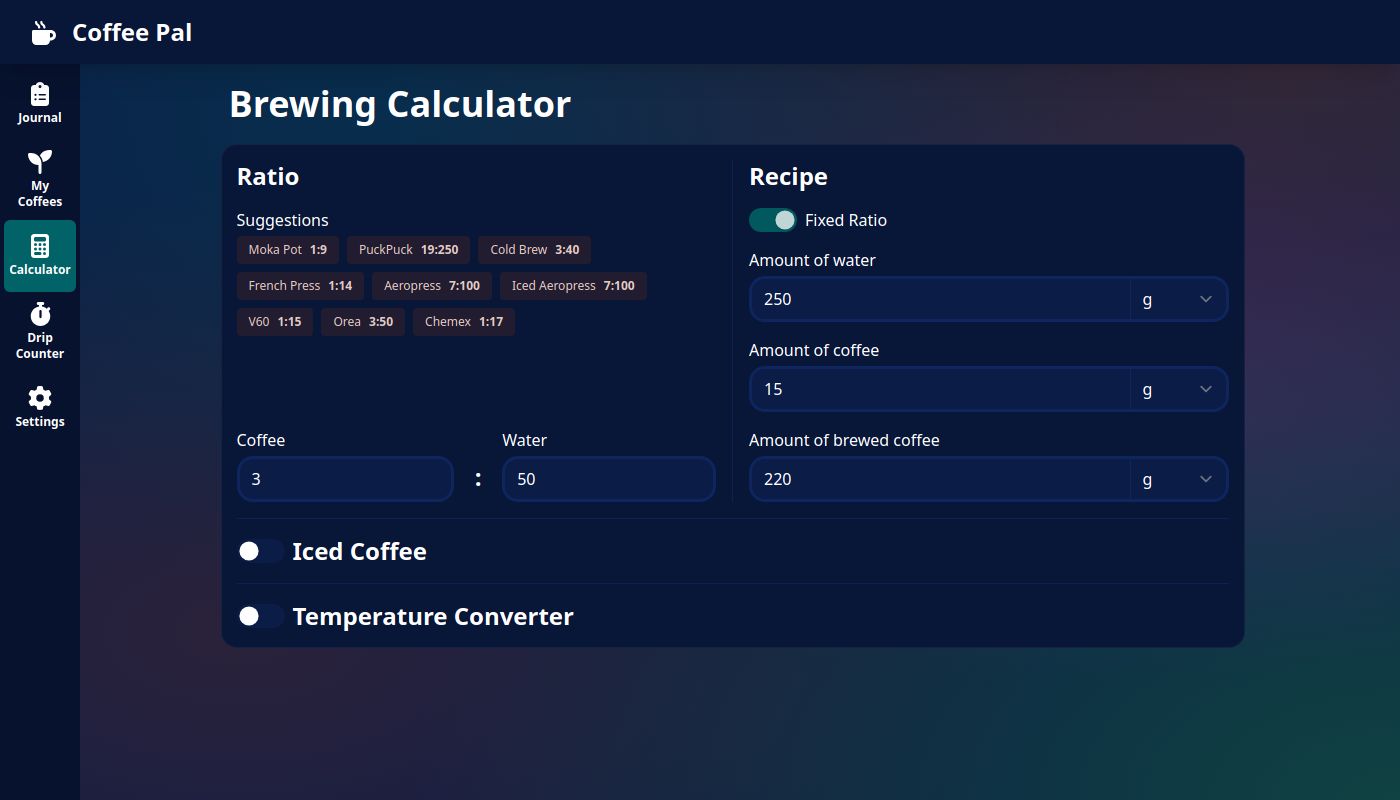 Coffee Pal
Journal
My
Coffees
Calculator
Drip
Counter
Settings
Brewing Calculator
Ratio
Suggestions
Moka Pot 1:9 PuckPuck 19:250 Cold Brew 3:40
French Press 1:14 Aeropress 7:100 Iced Aeropress 7:100
V60 1:15 Orea 3:50 Chemex 1:17
Coffee Water
3 : 50
Recipe
Fixed Ratio
Amount of water
250 g
Amount of coffee
15 g
Amount of brewed coffee
220 g
Iced Coffee
Temperature Converter